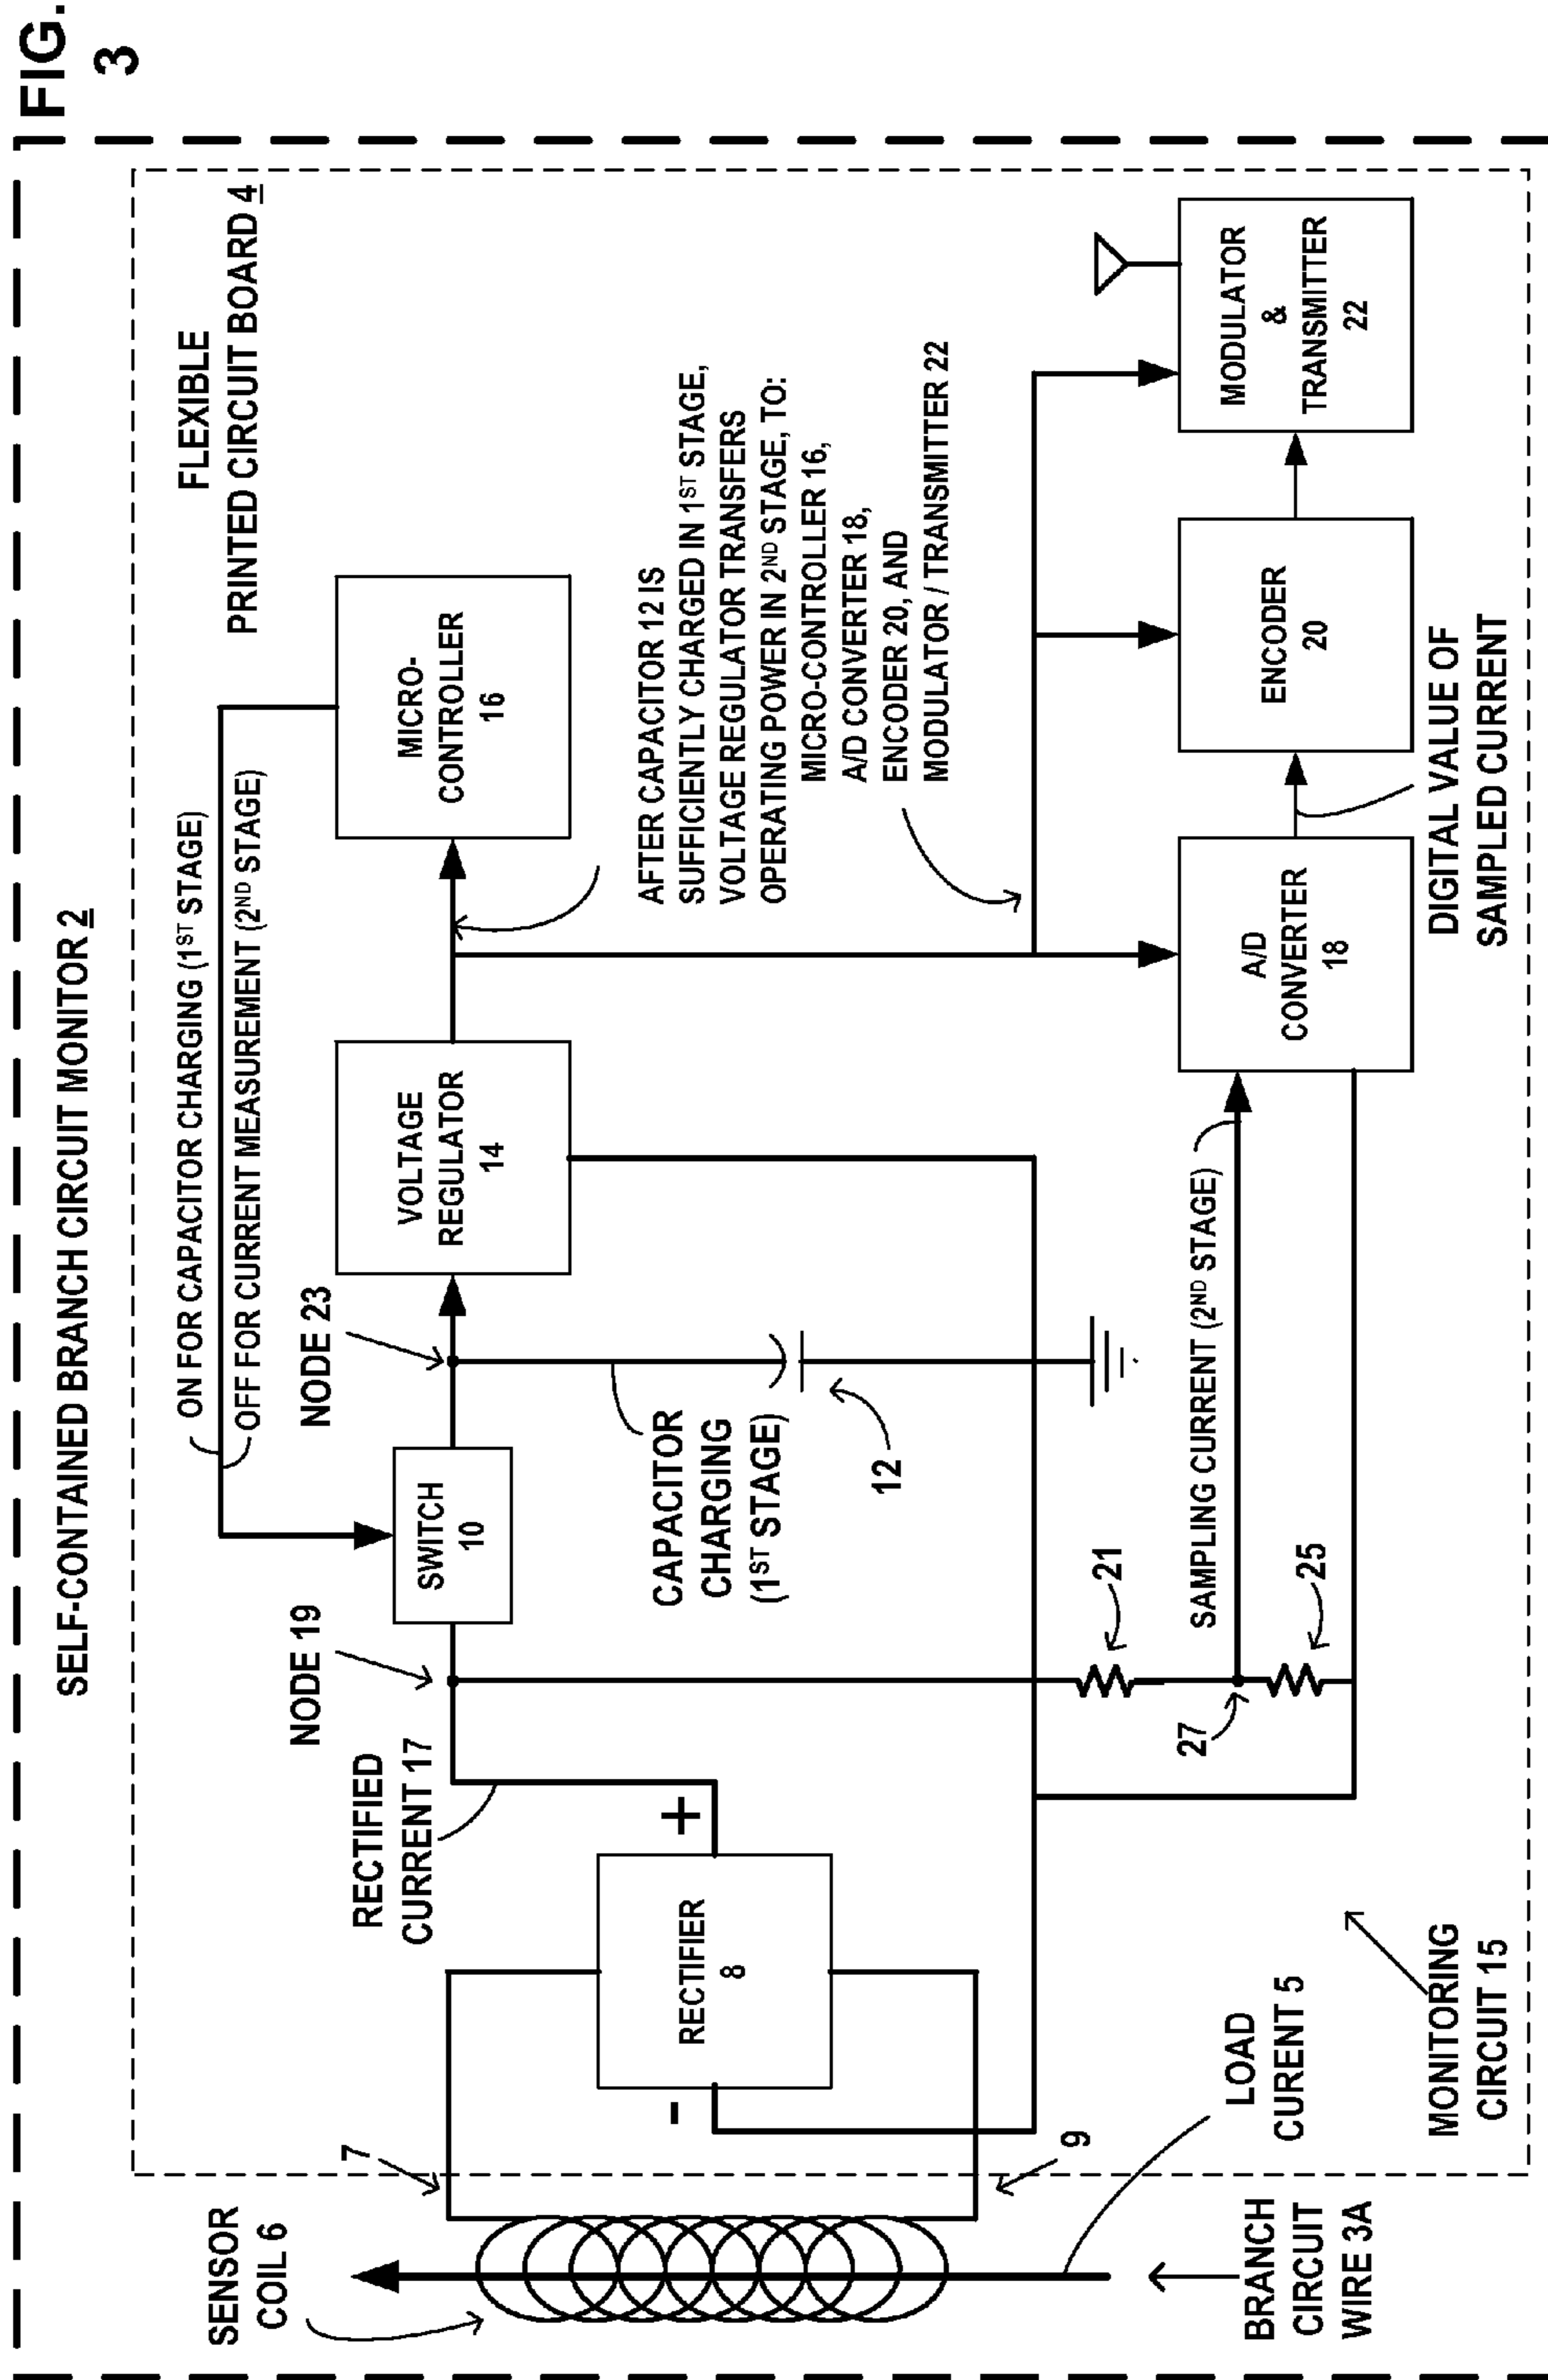 FIG.
3
SELF-CONTAINED BRANCH CIRCUIT MONITOR 2
FLEXIBLE
PRINTED CIRCUIT BOARD 4
ON FOR CAPACITOR CHARGING (1ST STAGE)
OFF FOR CURRENT MEASUREMENT (2ND STAGE)
SENSOR
COIL 6
7
RECTIFIED
CURRENT 17
NODE 19
SWITCH
10
NODE 23
VOLTAGE
REGULATOR
14
MICRO-
CONTROLLER
16
RECTIFIER
8
+
-
CAPACITOR
CHARGING
(1ST STAGE)
12
AFTER CAPACITOR 12 IS
SUFFICIENTLY CHARGED IN 1ST STAGE,
VOLTAGE REGULATOR TRANSFERS
OPERATING POWER IN 2ND STAGE, TO:
MICRO-CONTROLLER 16,
A/D CONVERTER 18,
ENCODER 20, AND
MODULATOR / TRANSMITTER 22
9
21
27
25
SAMPLING CURRENT (2ND STAGE)
A/D
CONVERTER
18
ENCODER
20
MODULATOR
&
TRANSMITTER
22
BRANCH
CIRCUIT
WIRE 3A
LOAD
CURENT 5
MONITORING
CIRCUIT 15
DIGITAL VALUE OF
SAMPLED CURRENT